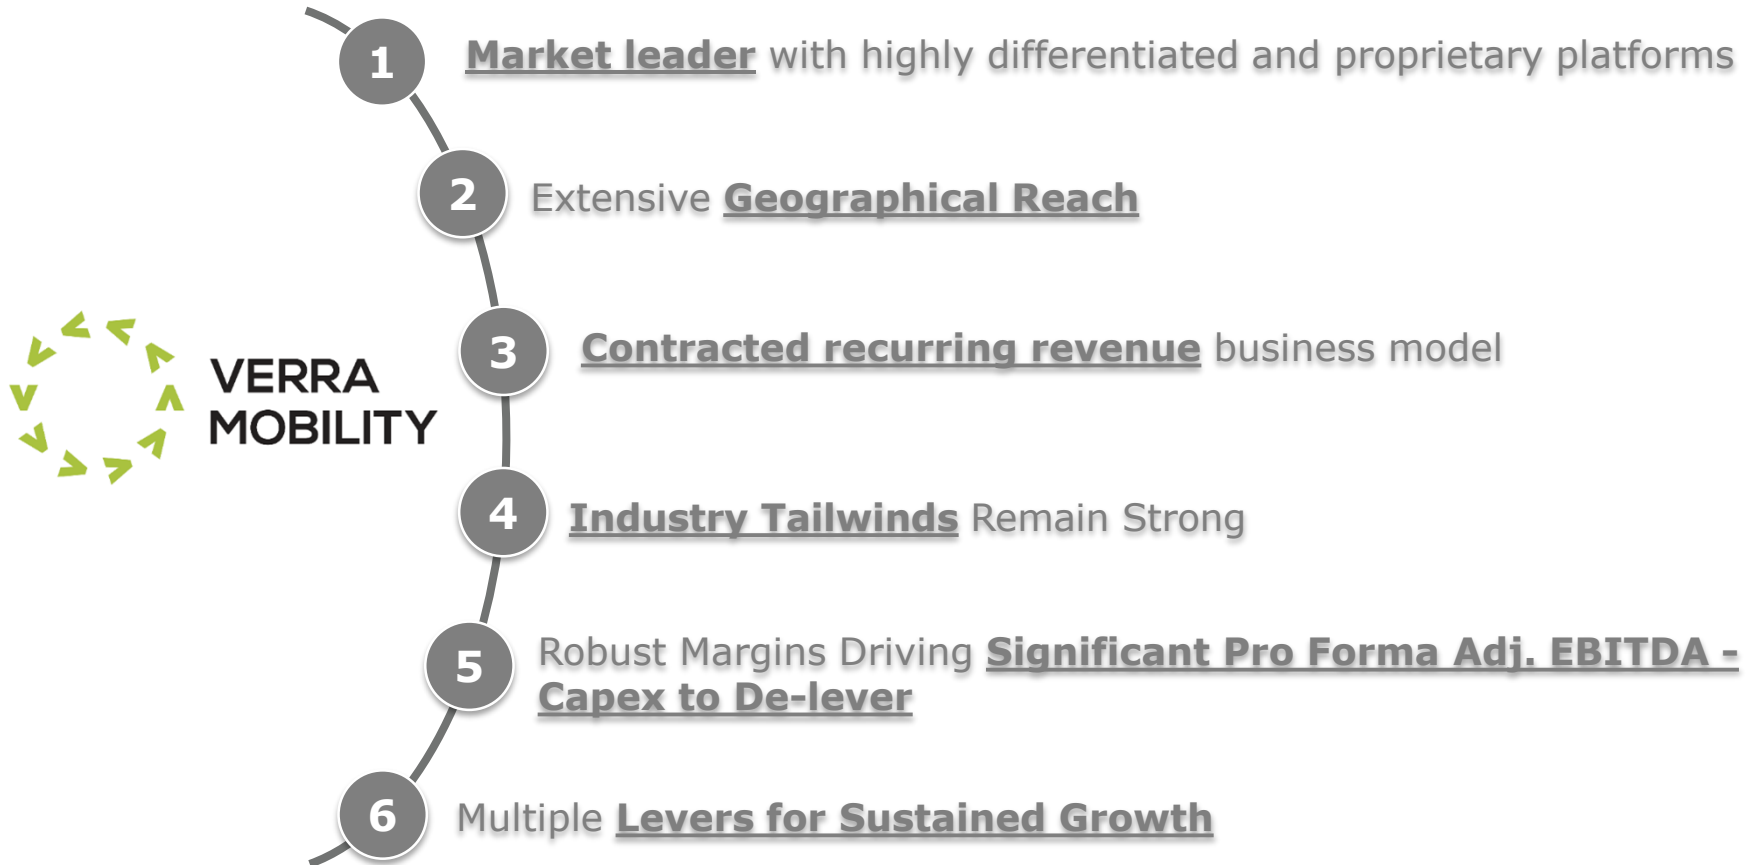 1
Market leader with highly differentiated and proprietary platforms
2
Extensive Geographical Reach
3
Contracted recurring revenue business model
VERRA
MOBILITY
4
Industry Tailwinds Remain Strong
5
Robust Margins Driving Significant Pro Forma Adj. EBITDA -
Capex to De-lever
6
Multiple Levers for Sustained Growth